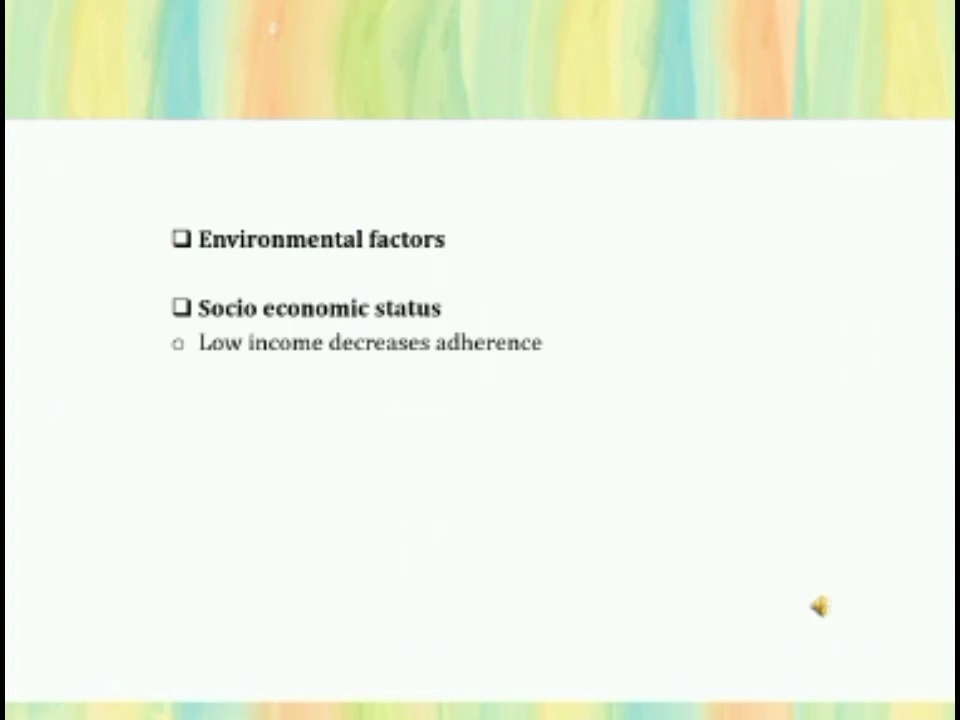 ❑ Environmental factors
❑ Socio economic status
○ Low income decreases adherence